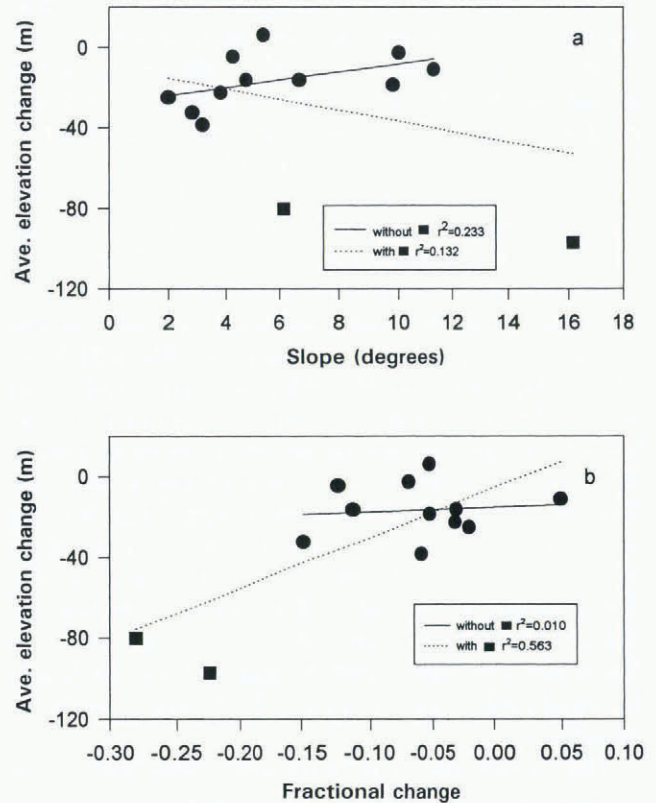 a
Ave. elevation change (m)
0
-40
-80
-120
without ■ r²=0.233
with ■ r²=0.132
0 2 4 6 8 10 12 14 16 18
Slope (degrees)
b
Ave. elevation change (m)
0
-40
-80
-120
without ■ r²=0.010
with ■ r²=0.563
-0.30 -0.25 -0.20 -0.15 -0.10 -0.05 0.00 0.05 0.10
Fractional change